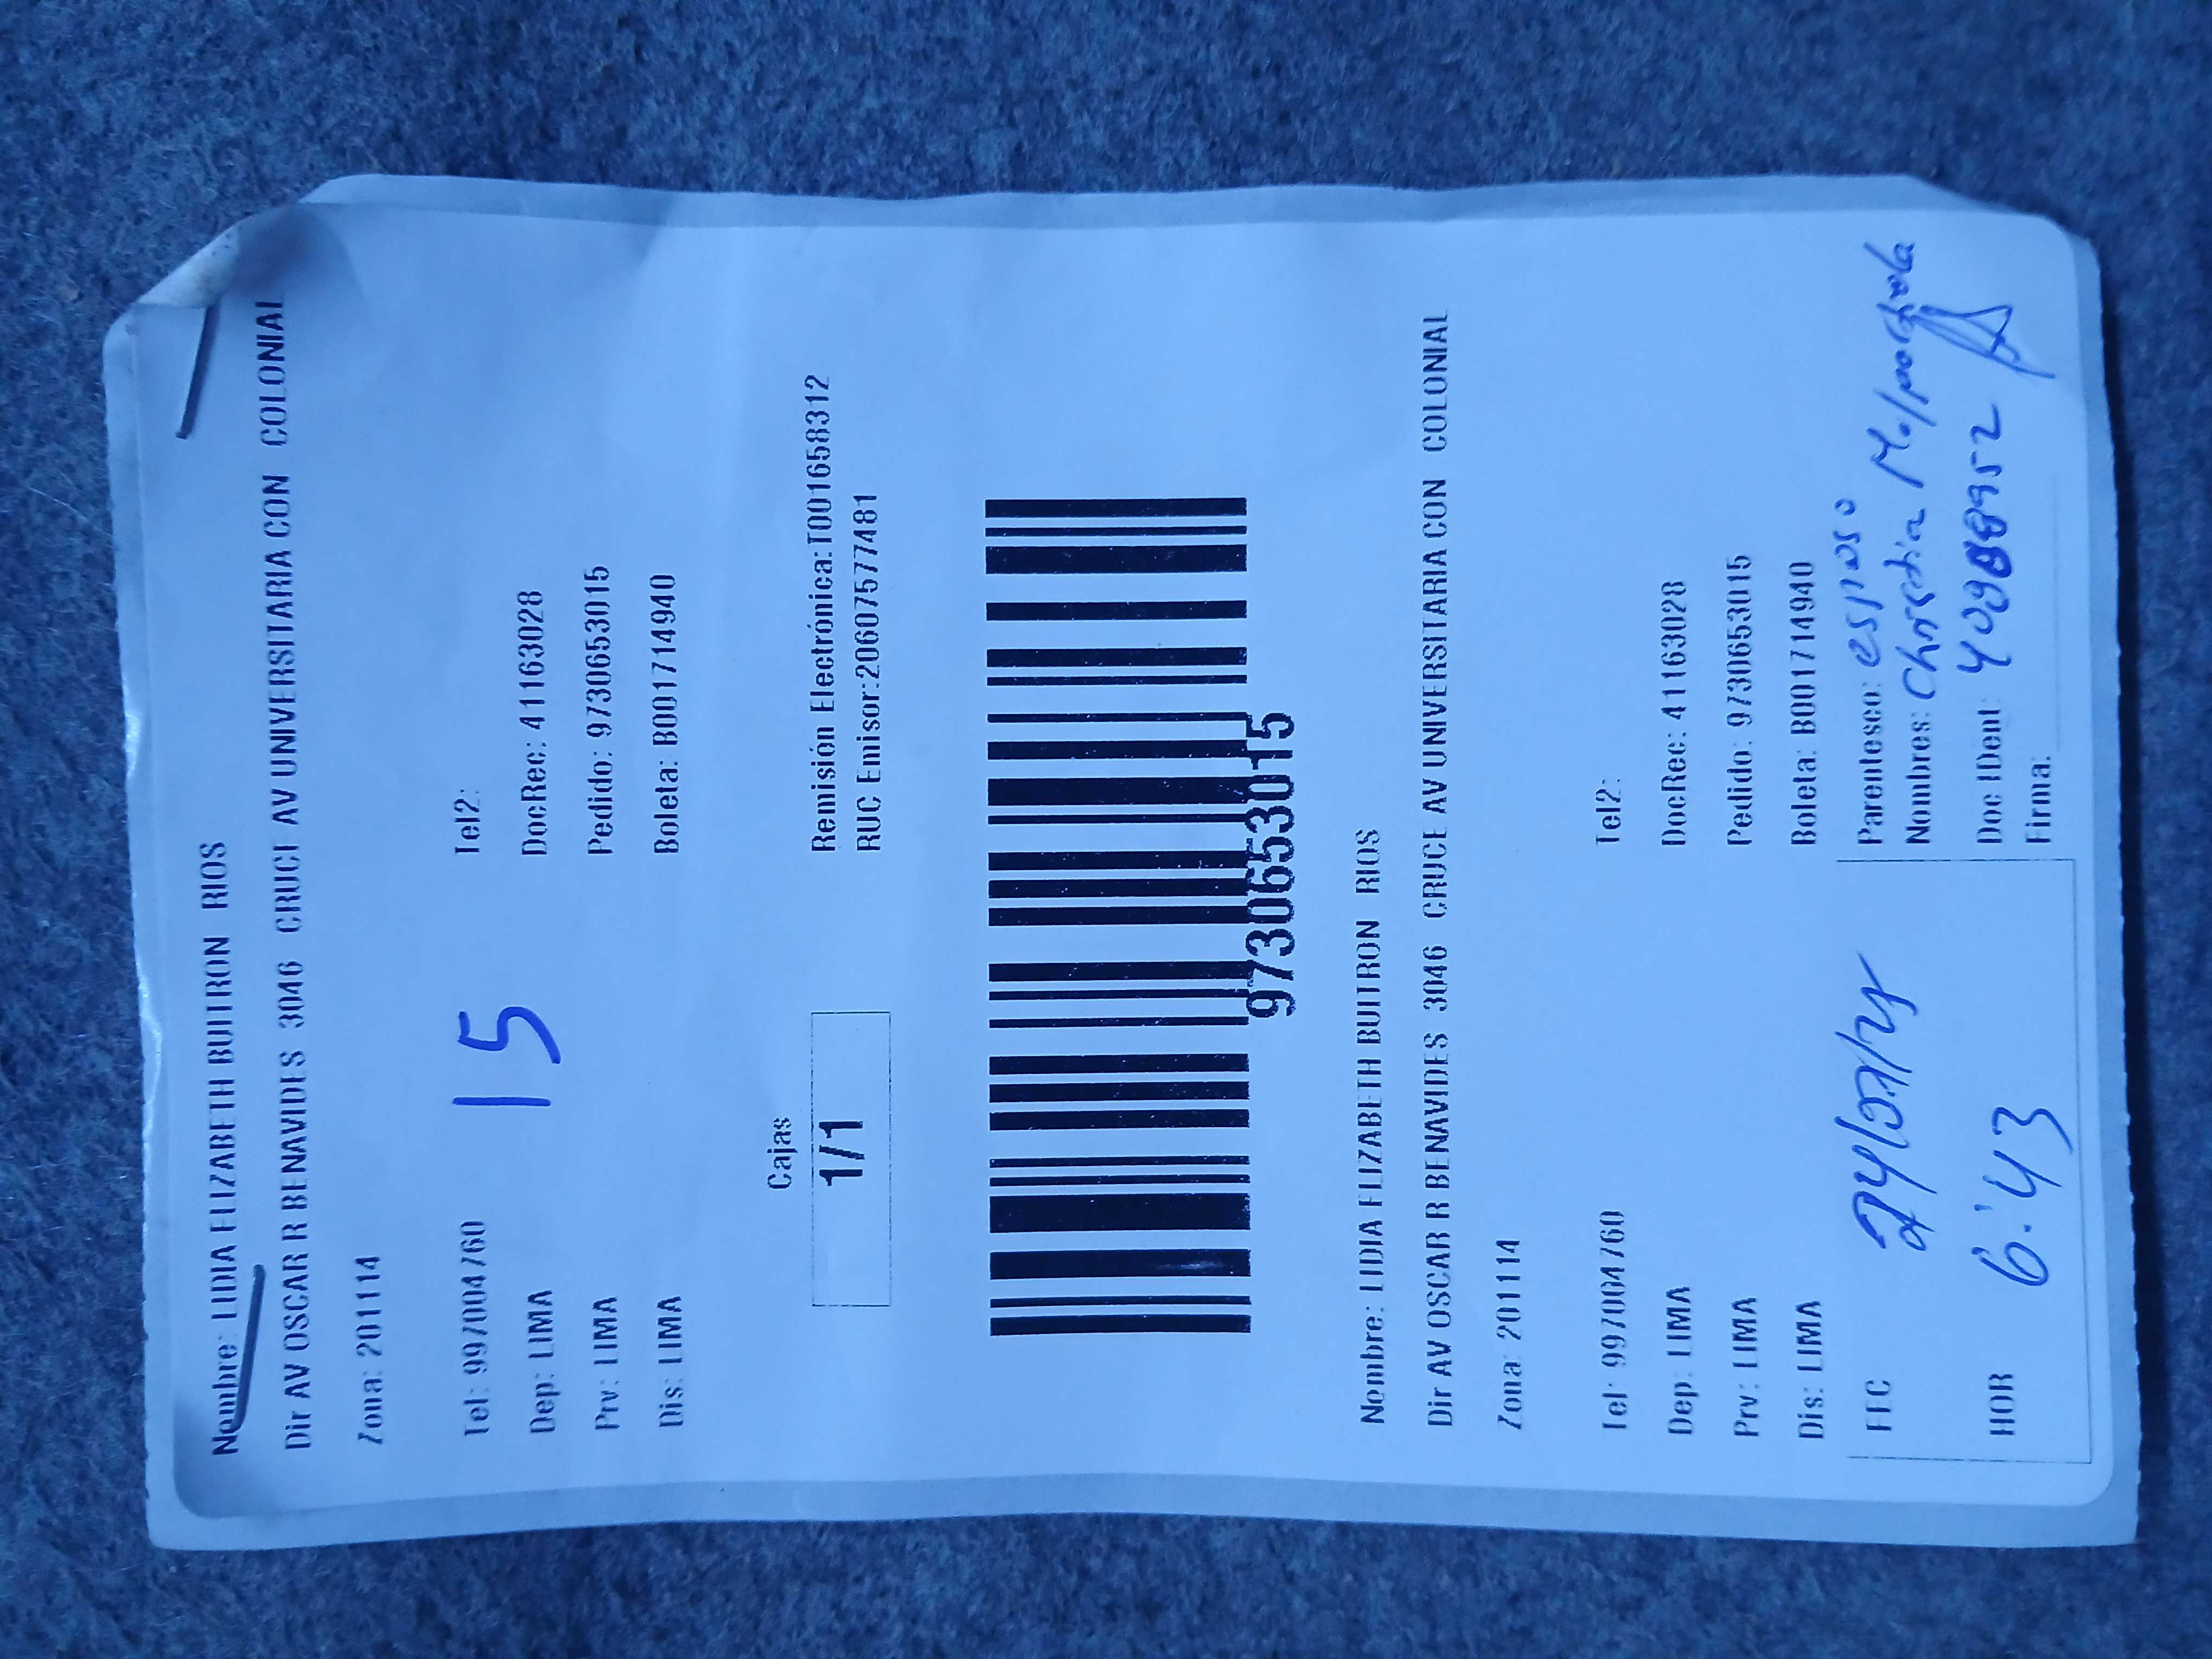 Nombre: LIDIA ELIZABETH BUITRON RIOS
Dir AV OSCAR R BENAVIDES 3046 CRUCE AV UNIVERSITARIA CON COLONIAL
Zona: 201114
Tel: 997004760 15 Tel2:
Dep: LIMA DocRec: 41163028
Prv: LIMA Pedido: 9730653015
Dis: LIMA Boleta: B001714940
Cajas
1/1
Remisión Electrónica:T001658312
RUC Emisor:20607577481
9730653015
Nombre: LIDIA ELIZABETH BUITRON RIOS
Dir AV OSCAR R BENAVIDES 3046 CRUCE AV UNIVERSITARIA CON COLONIAL
Zona: 201114
Tel: 997004760 Tel2:
Dep: LIMA DocRec: 41163028
Prv: LIMA Pedido: 9730653015
Dis: LIMA Boleta: B001714940
FEC
Parentesco: esposo
Nombres:
HOR 6:43
Doc IDent:
Firma: